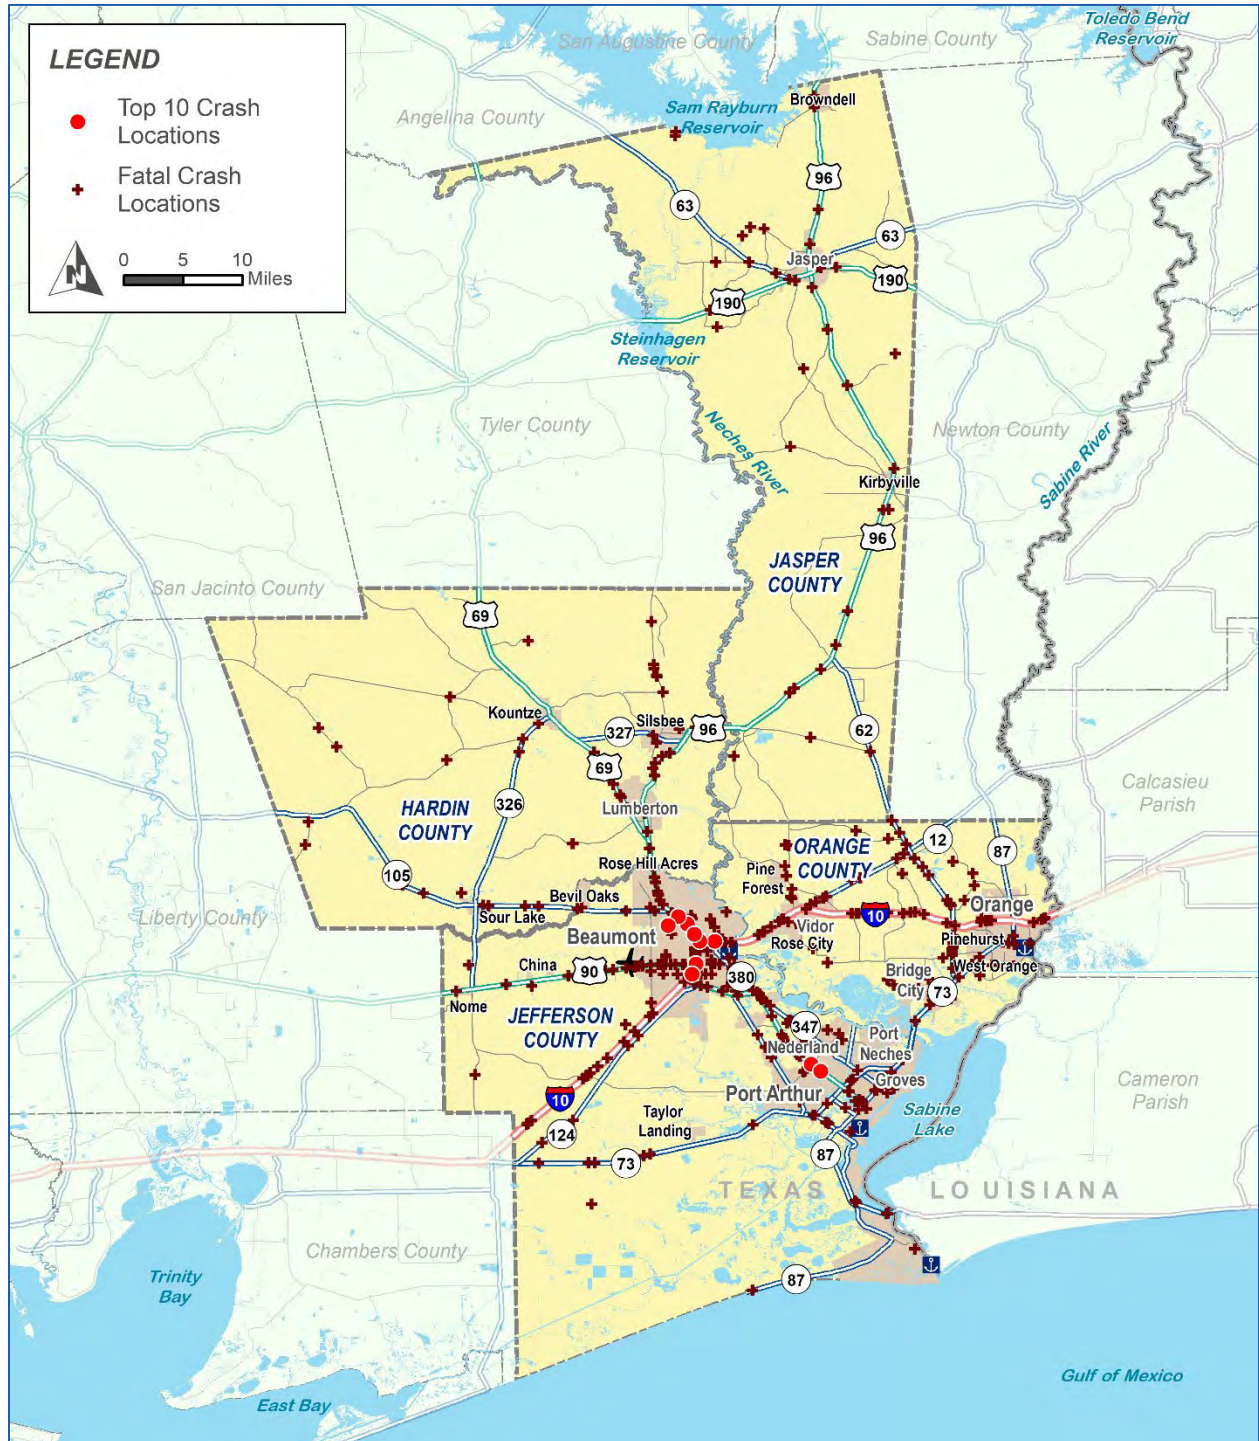 LEGEND
Top 10 Crash
Locations
Fatal Crash
Locations
N
0 5 10
Miles
Toledo Bend
Reservoir
San Augustine County
Sabine County
Browndell
Sam Rayburn
Reservoir
Angelina County
96
63
63
Jasper
190
190
Steinhagen
Reservoir
Tyler County
Neches River
Newton County
Sabine River
Kirbyville
96
JASPER
COUNTY
San Jacinto County
69
Kountze
327
Silsbee
96
62
69
Lumberton
Calcasieu
Parish
HARDIN
COUNTY
326
ORANGE
COUNTY
12
87
Rose Hill Acres
Pine
Forest
105
Bevil Oaks
Orange
Liberty County
Sour Lake
10
Beaumont
Vidor
Rose City
Pinehurst
West Orange
China
90
380
Bridge
City
73
Nome
JEFFERSON
COUNTY
347
Port
Neches
Nederland
Groves
10
Port Arthur
Cameron
Parish
Taylor
Landing
Sabine
Lake
124
73
87
TEXAS
LOUISIANA
Chambers County
Trinity
Bay
87
Gulf of Mexico
East Bay